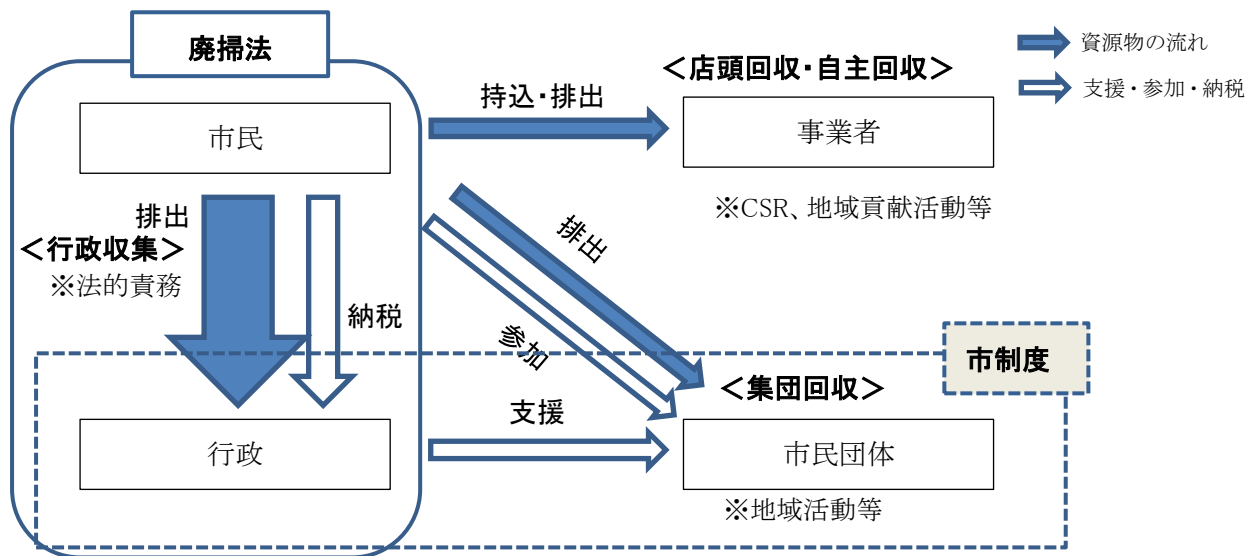 廃掃法
資源物の流れ
支援・参加・納税
＜店頭回収・自主回収＞
持込・排出
市民
事業者
※CSR、地域貢献活動等
排出
＜行政収集＞
※法的責務
納税
排出
参加
市制度
＜集団回収＞
支援
行政
市民団体
※地域活動等